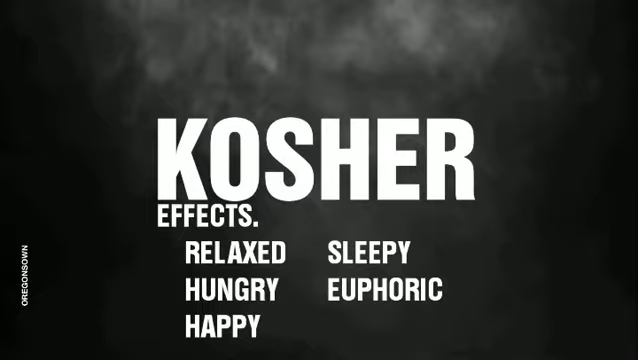 KOSHER
EFFECTS.
RELAXED SLEEPY
HUNGRY EUPHORIC
HAPPY
OREGONSOWN